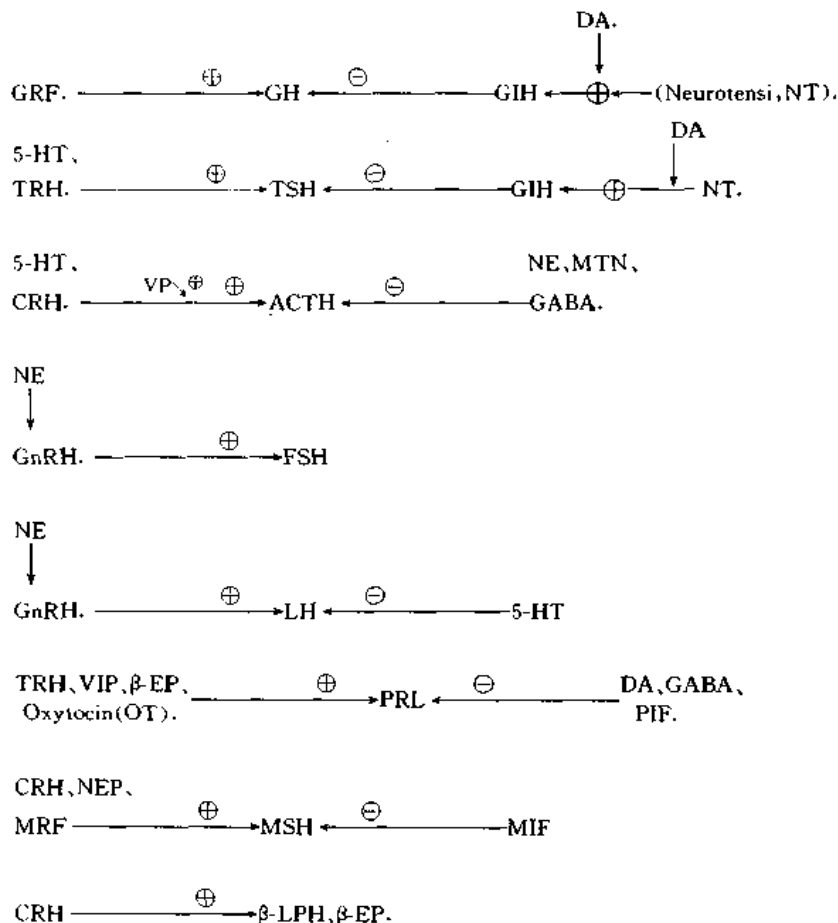 DA.
GRF. ⊕ GH ⊖ GIH ⊕ (Neurotensi,NT).
5-HT、 DA
TRH. ⊕ TSH ⊖ GIH ⊕ NT.
5-HT、 NE、MTN、
VP ⊕ ⊕ ⊖
CRH. ACTH GABA.
NE
GnRH. ⊕ FSH
NE
GnRH. ⊕ LH ⊖ 5-HT
TRH、VIP、β-EP、 ⊕ PRL ⊖ DA、GABA、
Oxytocin(OT). PIF.
CRH、NEP、
MRF ⊕ MSH ⊖ MIF
CRH ⊕ β-LPH、β-EP.